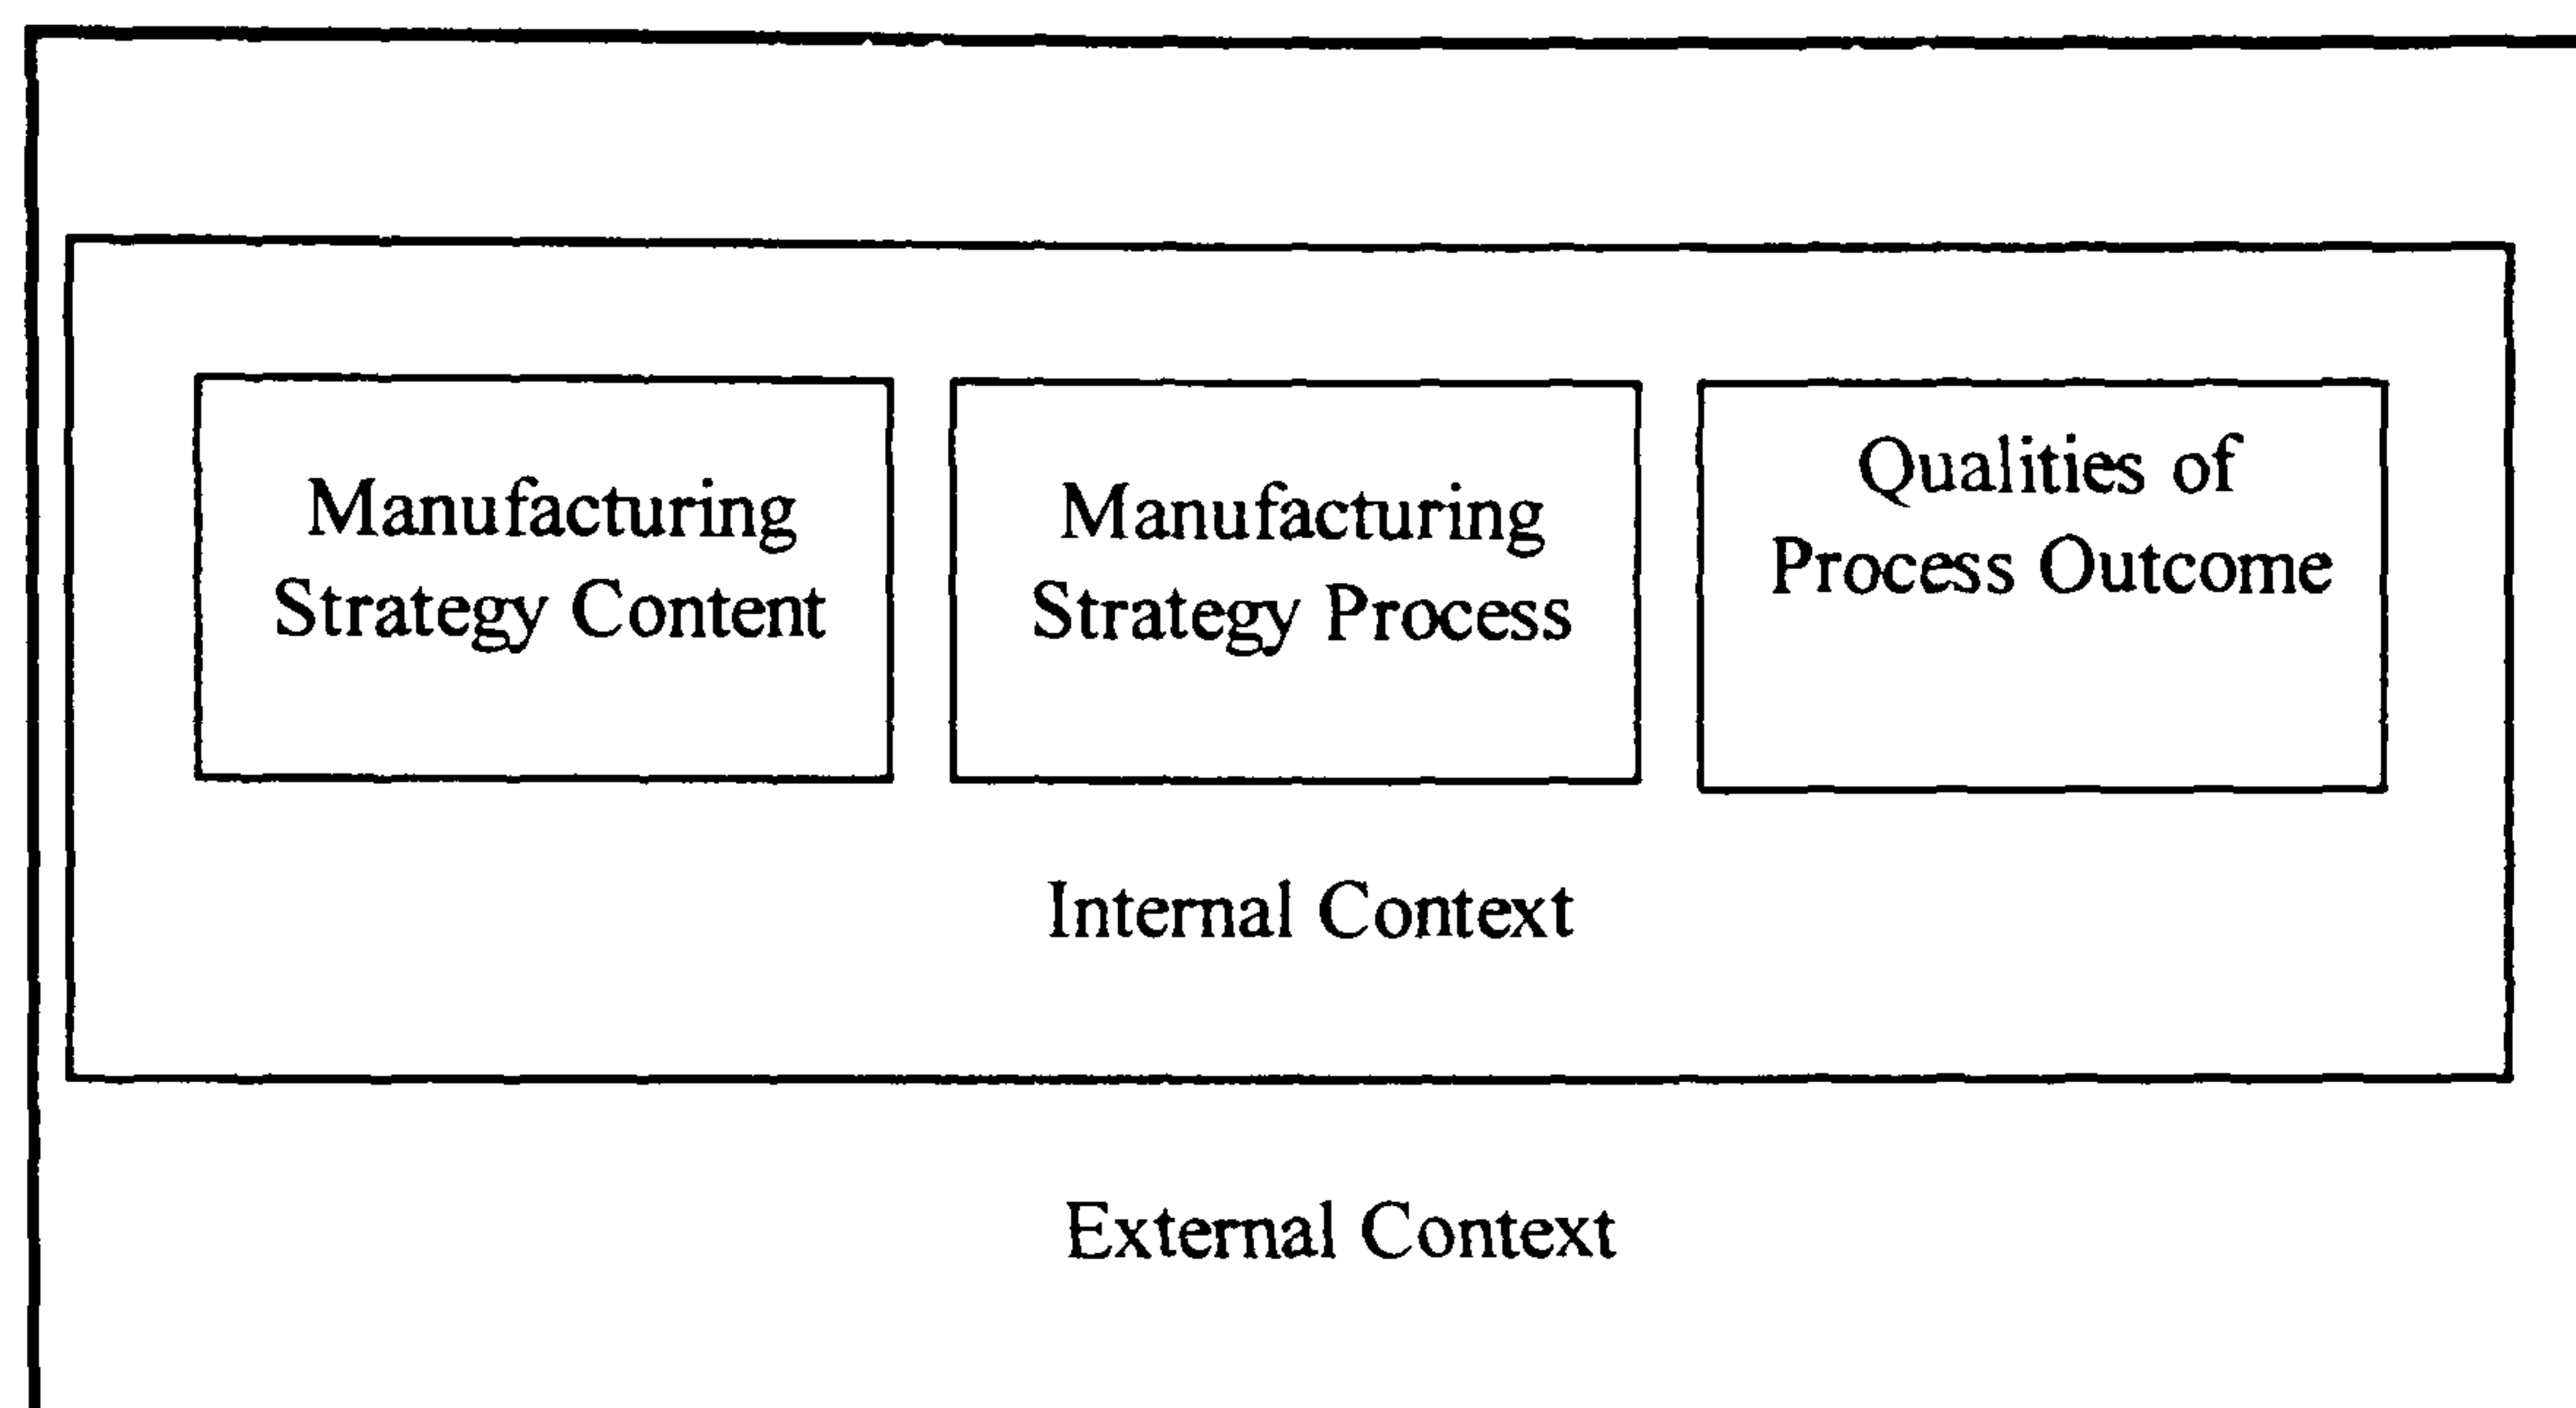 Manufacturing
Strategy Content
Manufacturing
Strategy Process
Qualities of
Process Outcome
Internal Context
External Context